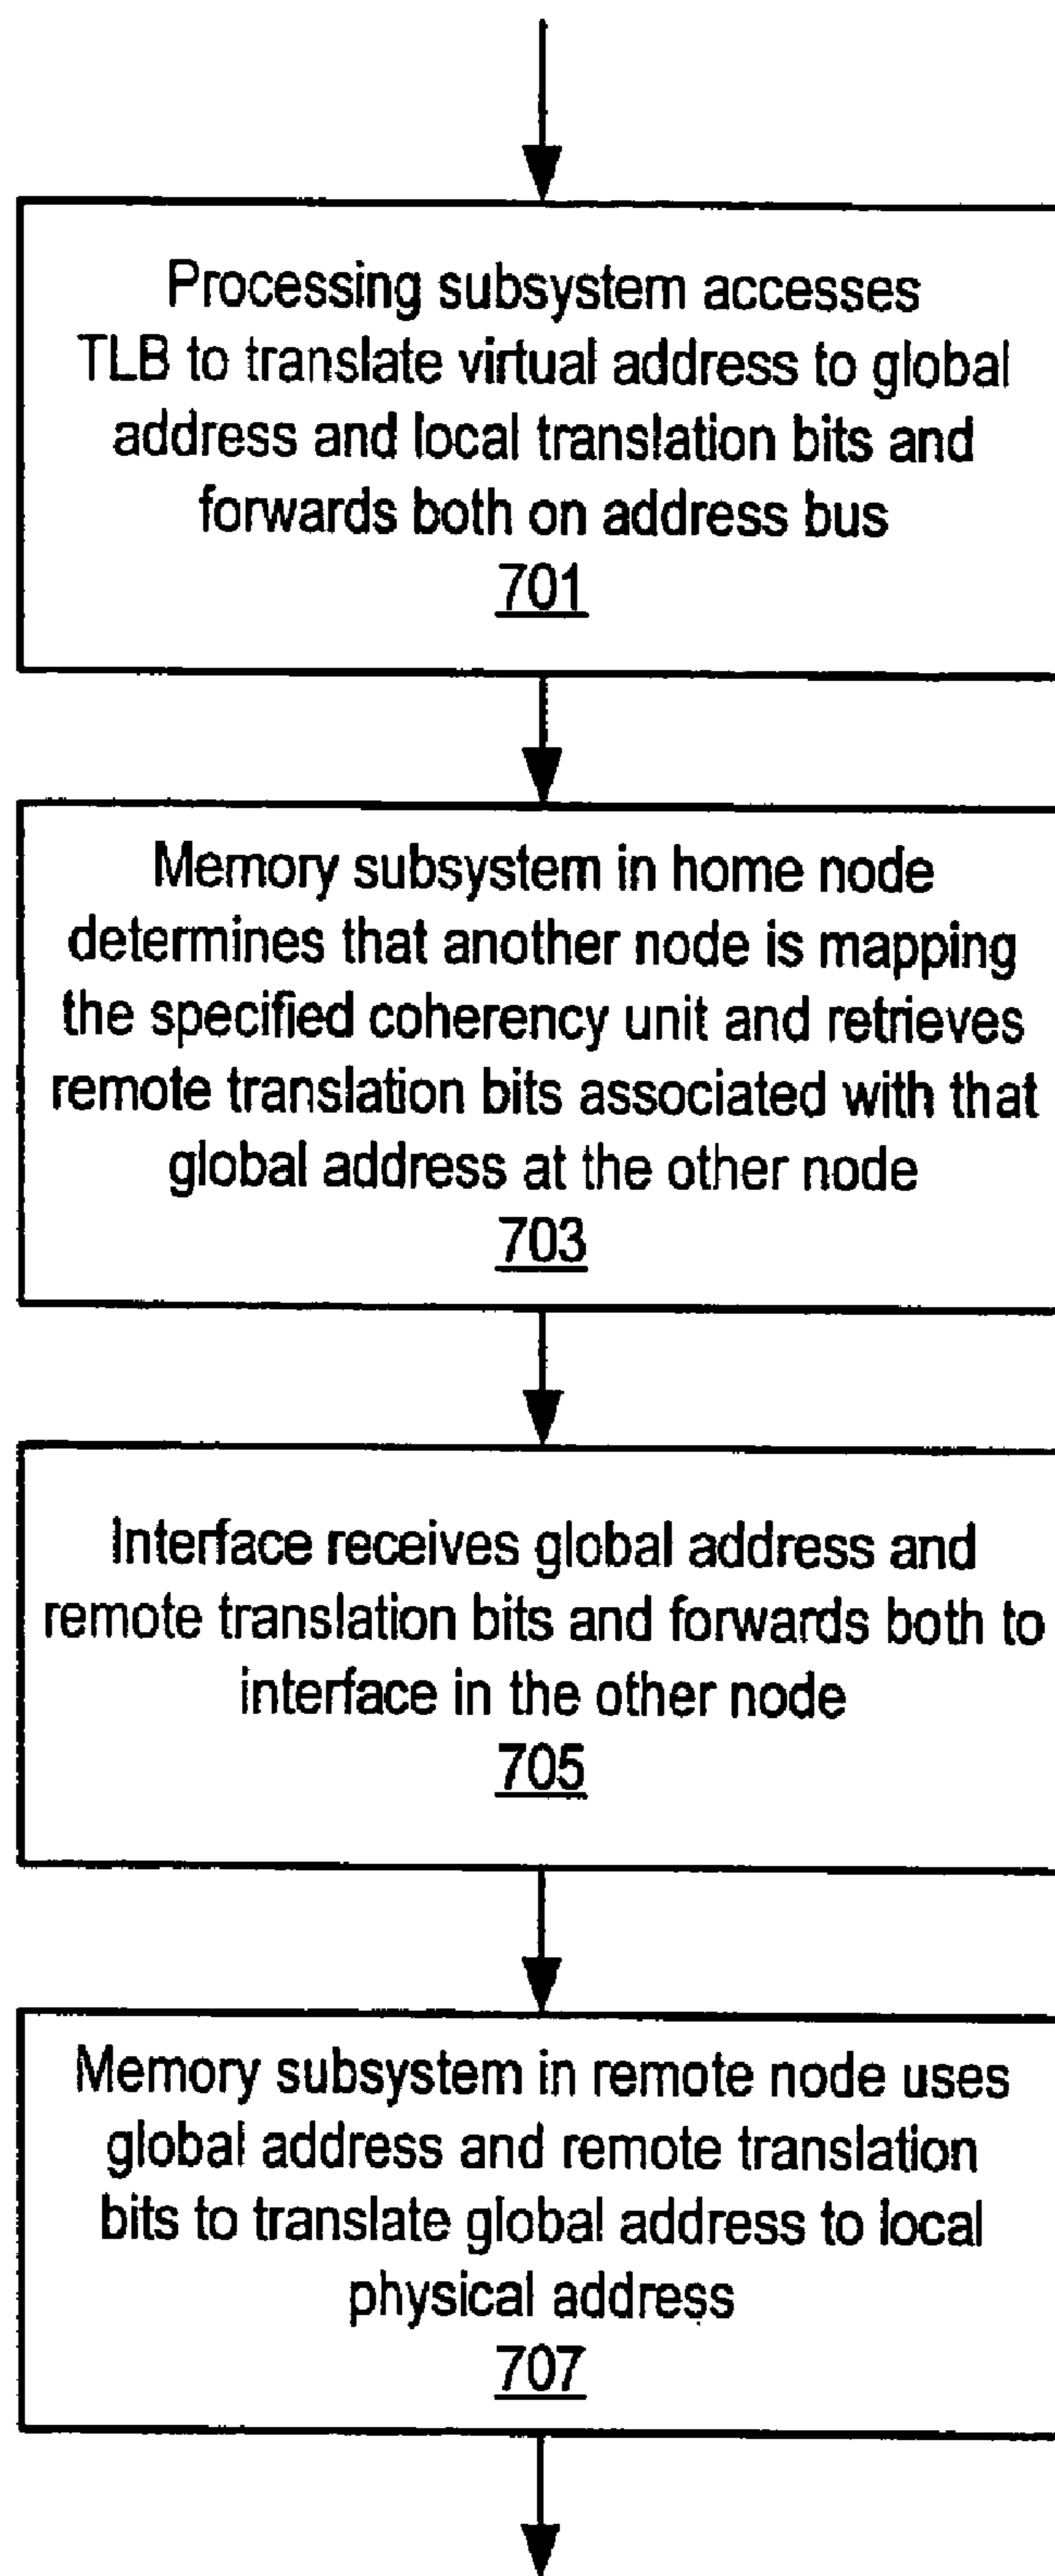 Processing subsystem accesses
TLB to translate virtual address to global
address and local translation bits and
forwards both on address bus
701
Memory subsystem in home node
determines that another node is mapping
the specified coherency unit and retrieves
remote translation bits associated with that
global address at the other node
703
Interface receives global address and
remote translation bits and forwards both to
interface in the other node
705
Memory subsystem in remote node uses
global address and remote translation
bits to translate global address to local
physical address
707